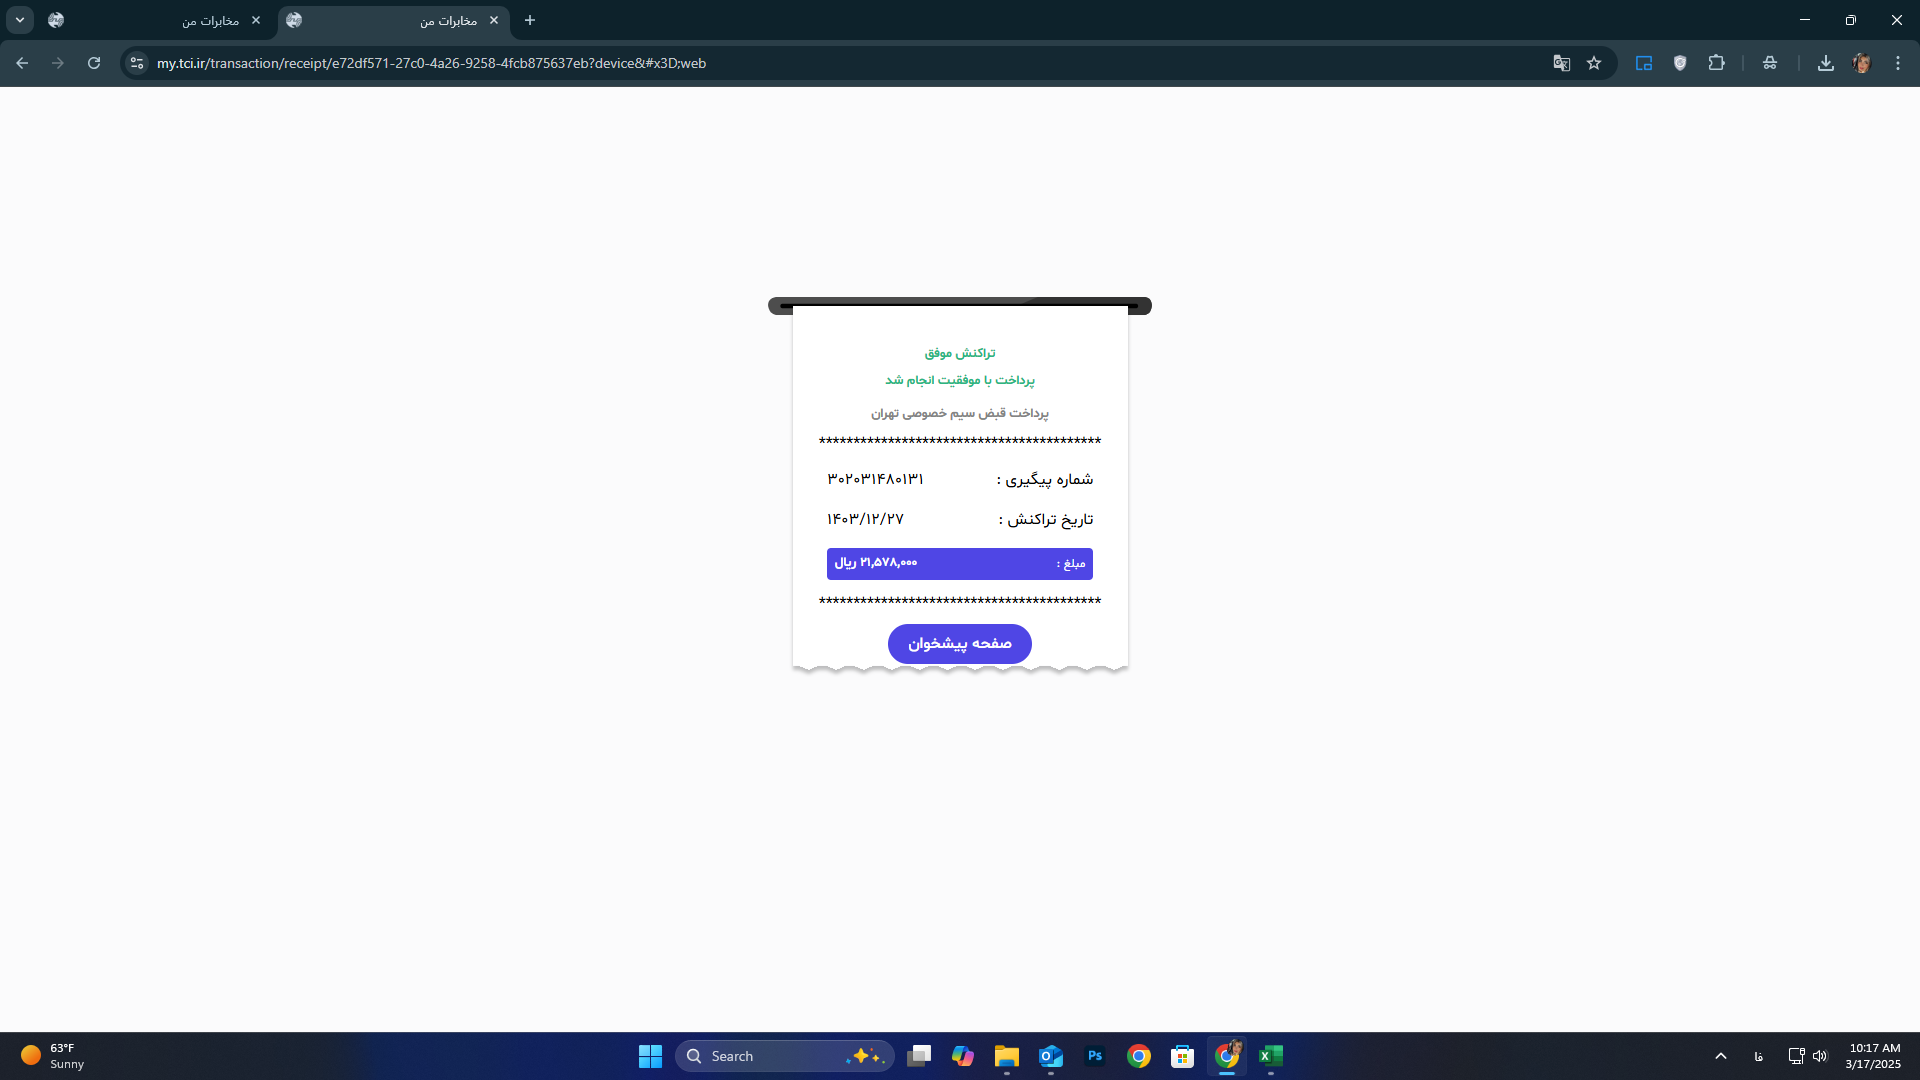 مخابرات من
مخابرات من
my.tci.ir/transaction/receipt/e72df571-27c0-4a26-9258-4fcb875637eb?device&#x3D;web
تراکنش موفق
پرداخت با موفقیت انجام شد
پرداخت قبض سیم خصوصی تهران
*****************************************
شماره پیگیری : ۳۰۲۰۳۱۴۸۰۱۳۱
تاریخ تراکنش : ۱۴۰۳/۱۲/۲۷
مبلغ : ۲۱,۵۷۸,۰۰۰ ریال
*****************************************
صفحه پیشخوان
63°F
Sunny
Search
فا
10:17 AM
3/17/2025